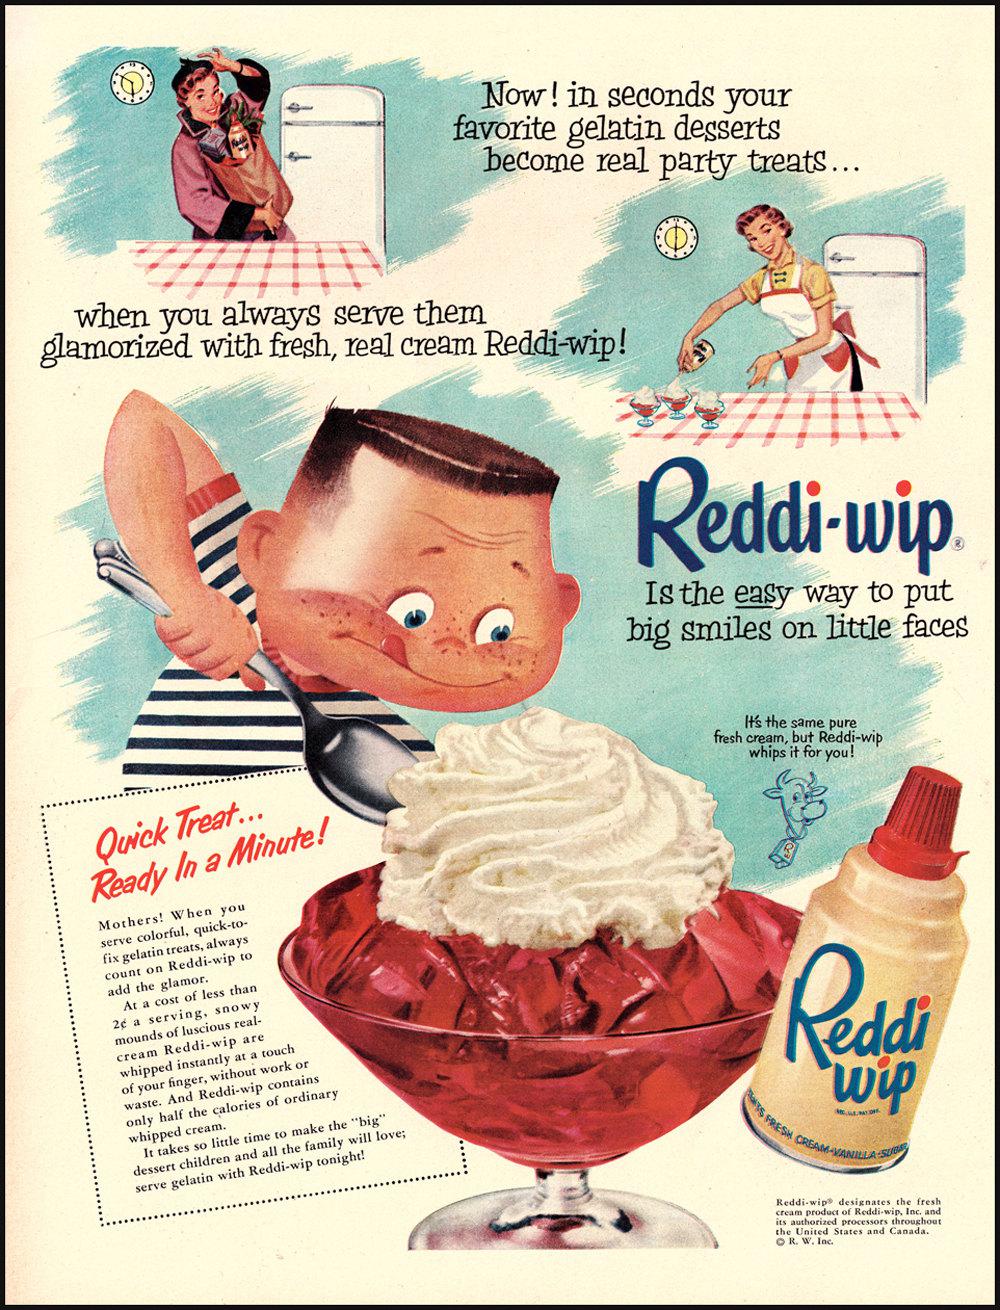 Now! in seconds your
favorite gelatin desserts
become real party treats...
when you always serve them
glamorized with fresh, real cream Reddi-wip!
Reddi-wip®
Is the easy way to put
big smiles on little faces
It's the same pure
fresh cream, but Reddi-wip
whips it for you!
Quick Treat...
Ready In a Minute!
Mothers! When you
serve colorful, quick-to-
fix gelatin treats, always
count on Reddi-wip to
add the glamor.
At a cost of less than
2¢ a serving, snowy
mounds of luscious real-
cream Reddi-wip are
whipped instantly at a touch
of your finger, without work or
waste. And Reddi-wip contains
only half the calories of ordinary
whipped cream.
It takes so little time to make the "big"
dessert children and all the family will love;
serve gelatin with Reddi-wip tonight!
Reddi
wip
REG., U.S. PAT. OFF.
FRESH CREAM-VANILLA-SUGAR
Reddi-wip® designates the fresh
cream product of Reddi-wip, Inc. and
its authorized processors throughout
the United States and Canada.
© R. W. Inc.